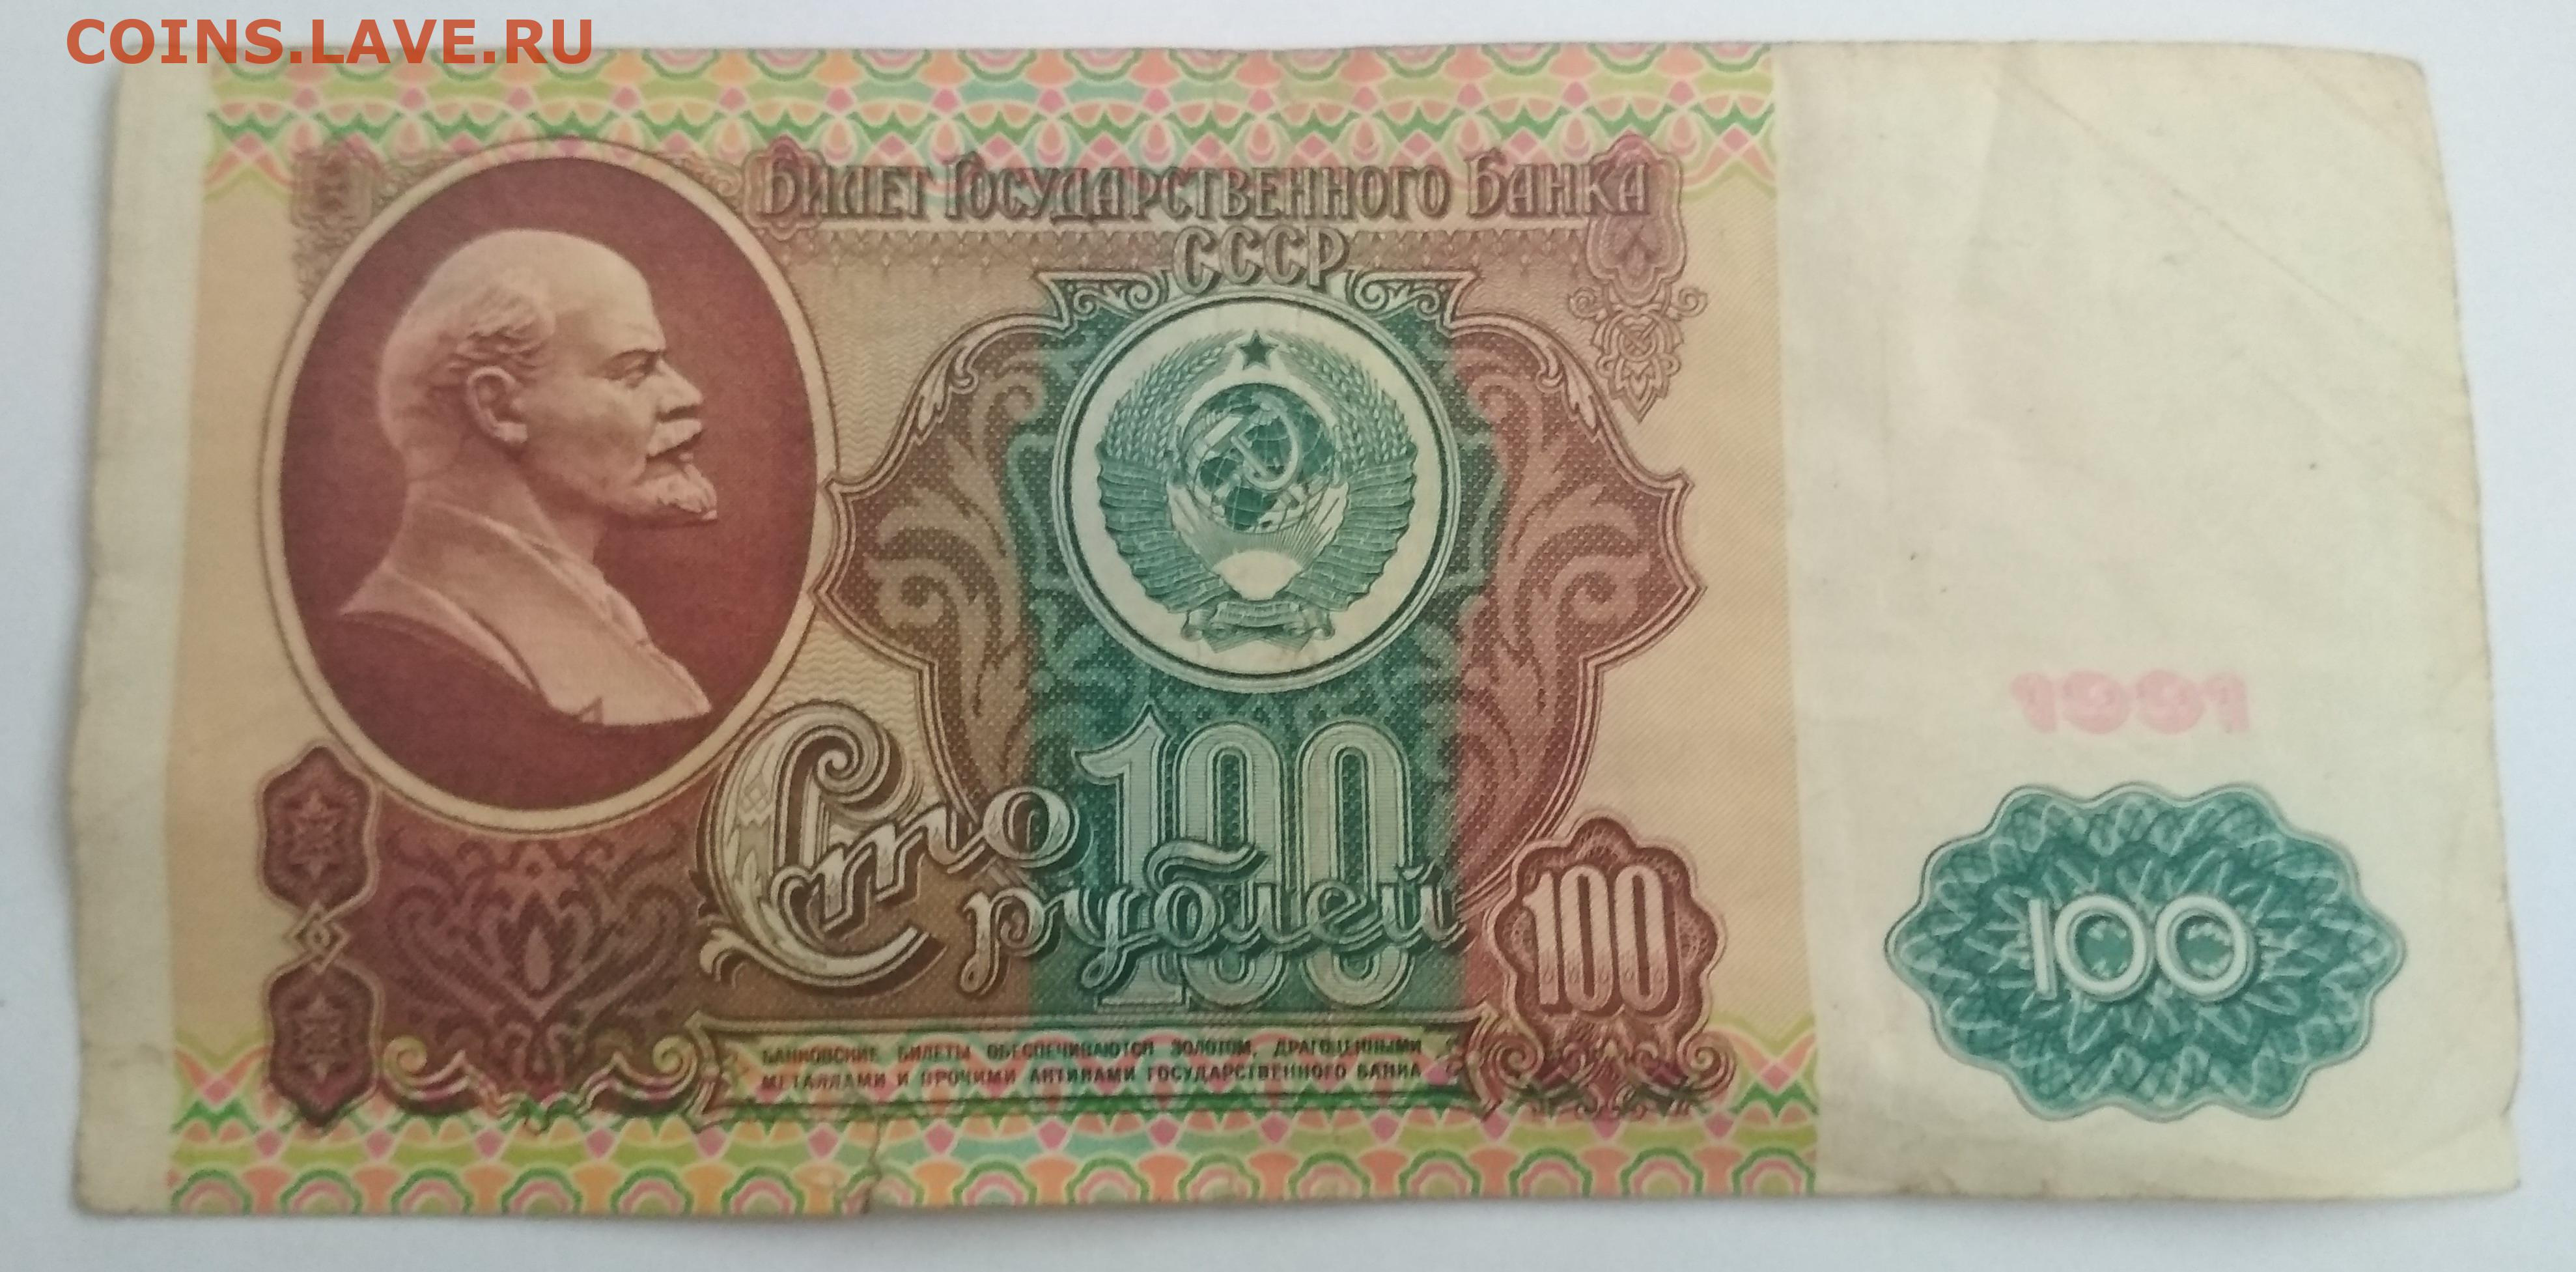 COINS.LAVE.RU
Билет Государственного Банка
СССР
100
Сто
рублей
100
100
100
БАНКОВСКИЕ БИЛЕТЫ ОБЕСПЕЧИВАЮТСЯ ЗОЛОТОМ, ДРАГОЦЕННЫМИ
МЕТАЛЛАМИ И ПРОЧИМИ АКТИВАМИ ГОСУДАРСТВЕННОГО БАНКА